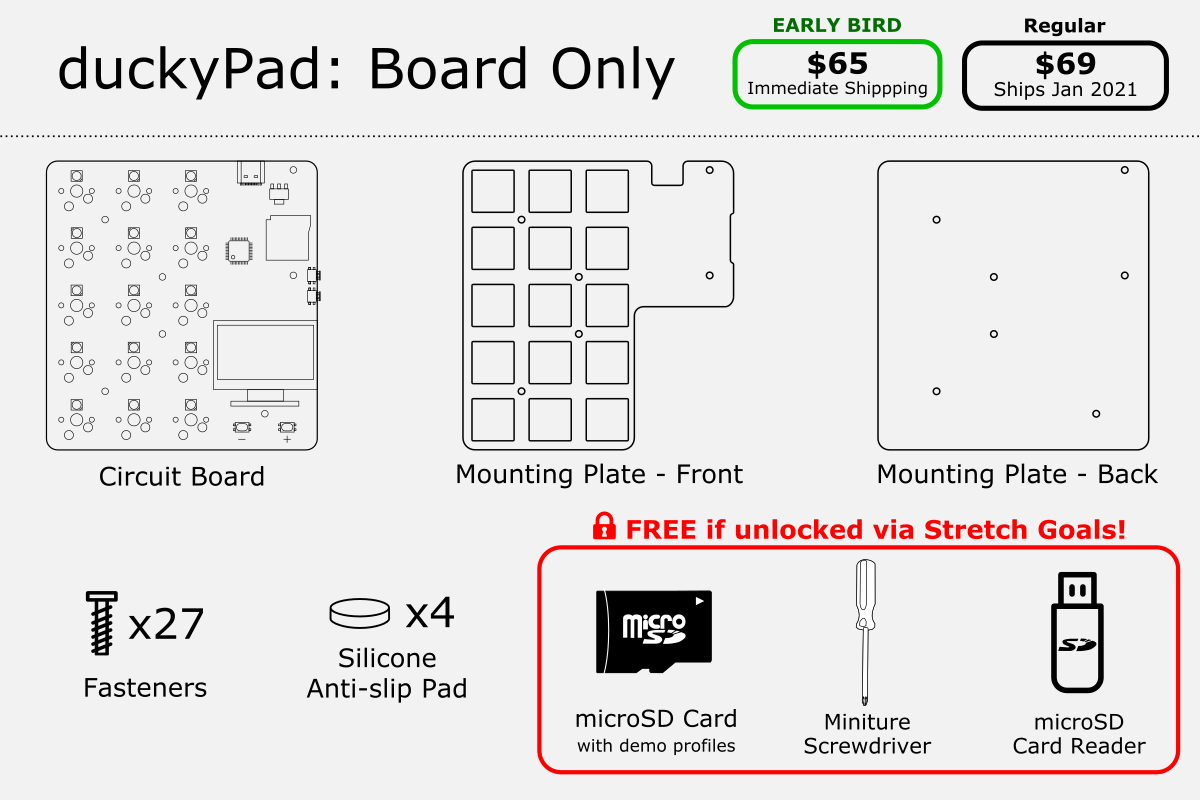 duckyPad: Board Only
EARLY BIRD
$65
Immediate Shippping
Regular
$69
Ships Jan 2021
− +
Circuit Board
Mounting Plate - Front
Mounting Plate - Back
FREE if unlocked via Stretch Goals!
x27
Fasteners
x4
Silicone
Anti-slip Pad
micro
SD
microSD Card
with demo profiles
Miniture
Screwdriver
SD
microSD
Card Reader